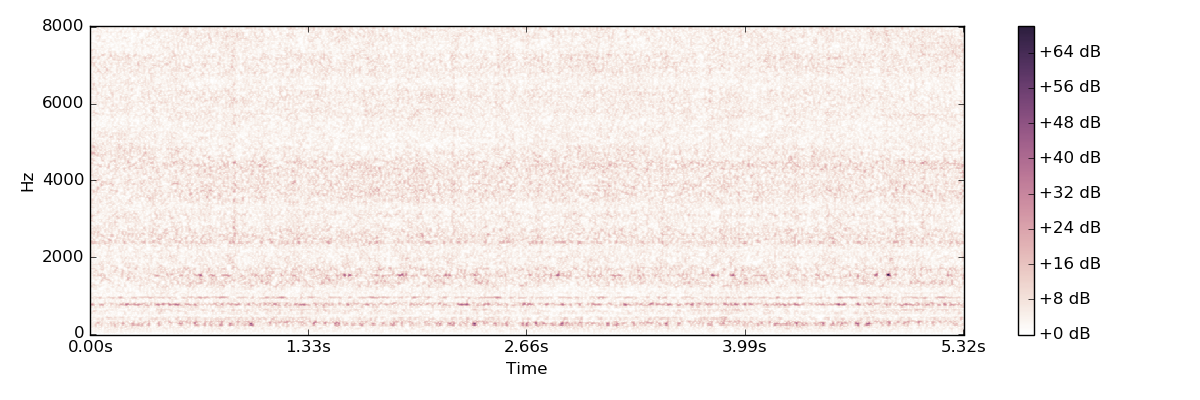 8000
6000
4000
2000
0
Hz
0.00s
1.33s
2.66s
3.99s
5.32s
Time
+64 dB
+56 dB
+48 dB
+40 dB
+32 dB
+24 dB
+16 dB
+8 dB
+0 dB